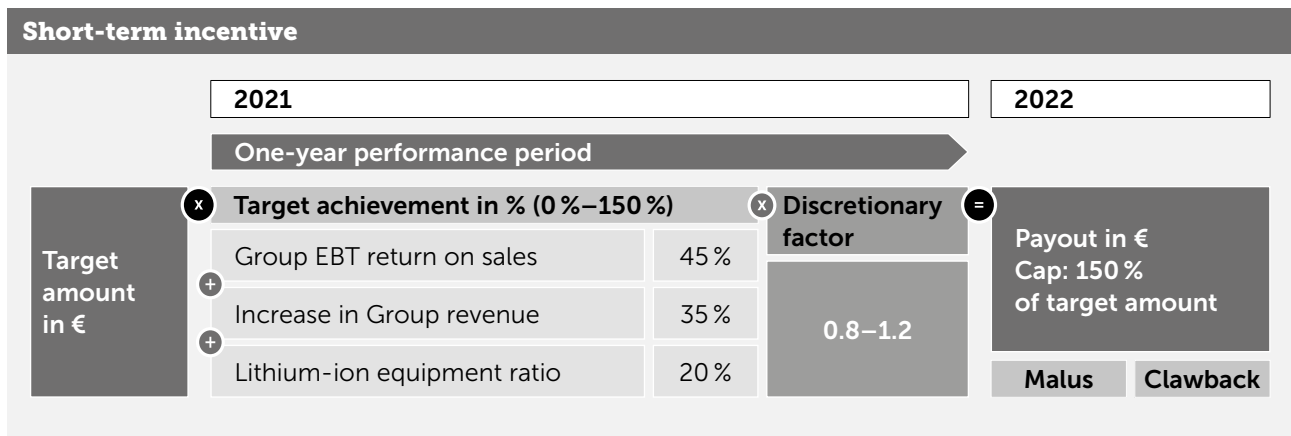 Short-term incentive
2021
2022
One-year performance period
Target
amount
in €
x
Target achievement in % (0 %–150 %)
x
Discretionary
factor
=
Group EBT return on sales
45 %
+
Increase in Group revenue
35 %
+
Lithium-ion equipment ratio
20 %
0.8–1.2
Payout in €
Cap: 150 %
of target amount
Malus
Clawback